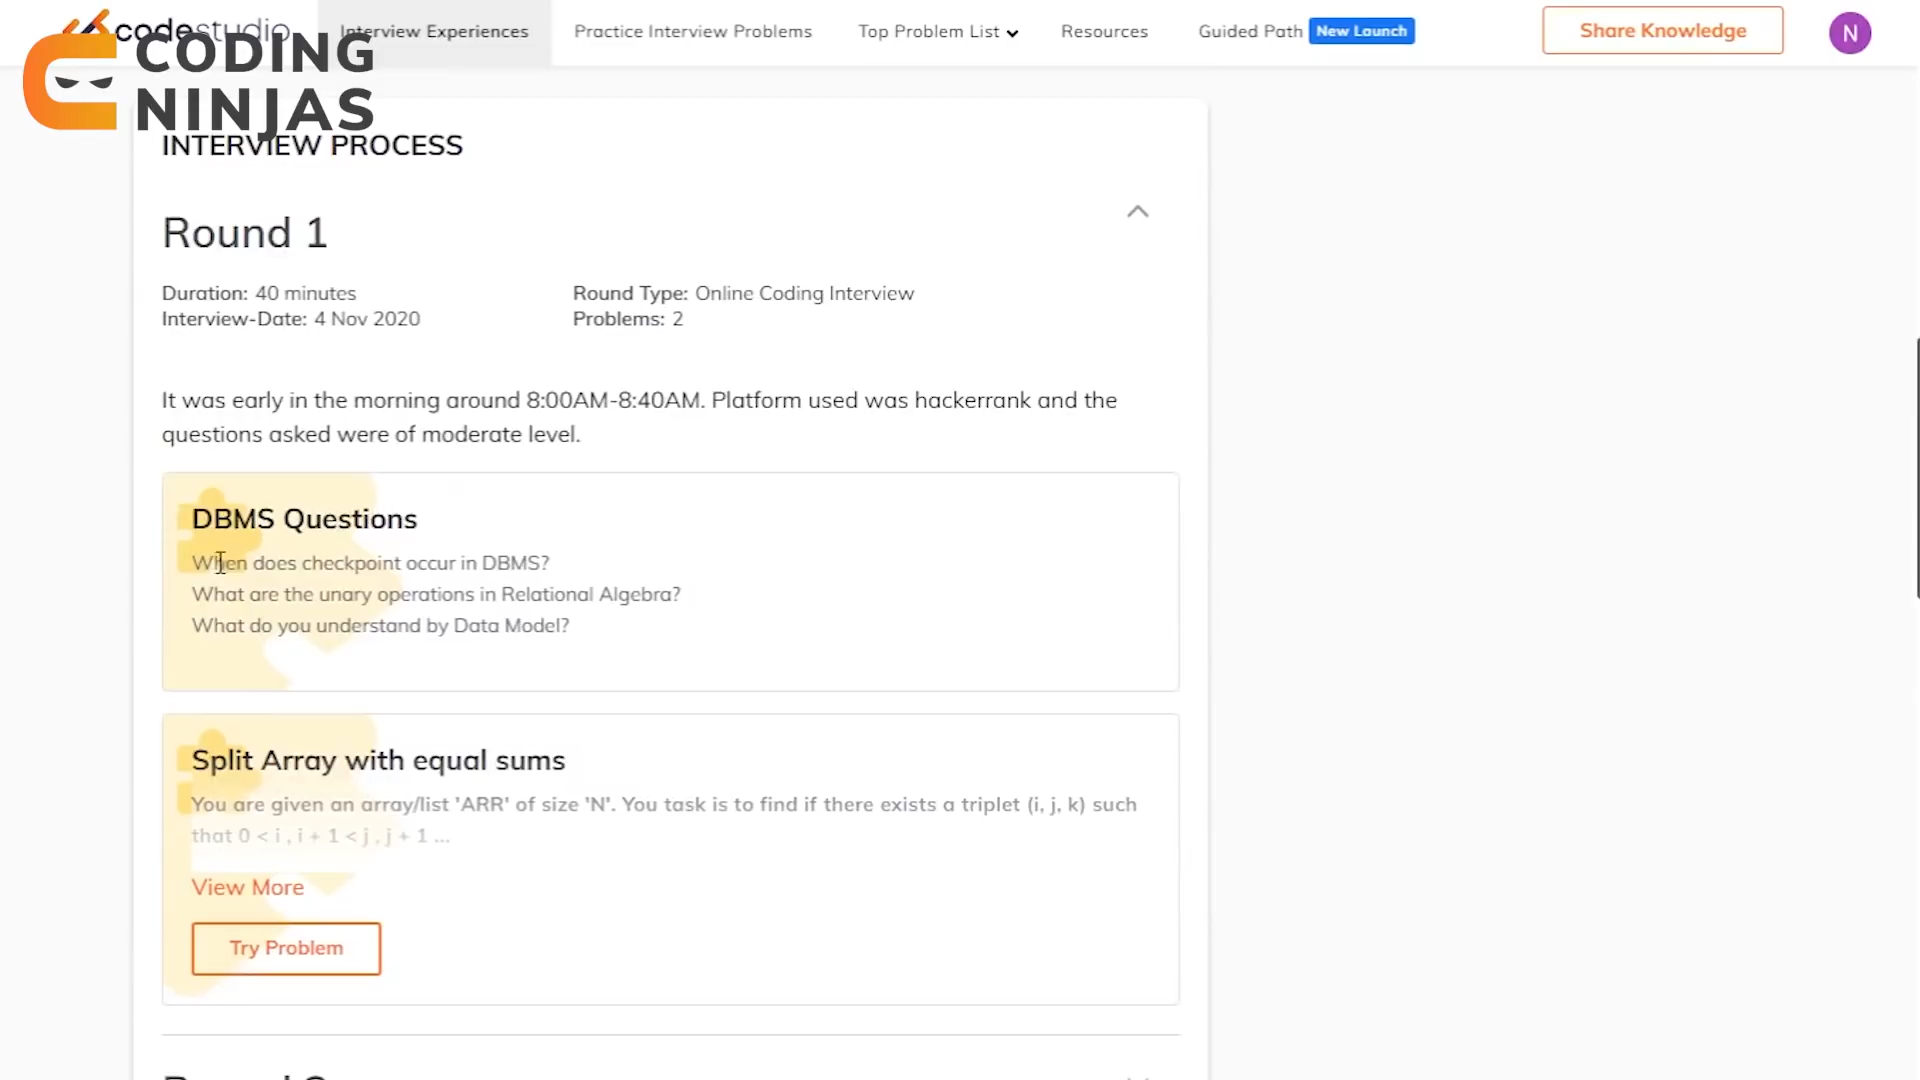 codestudio
Interview Experiences
Practice Interview Problems
Top Problem List
Resources
Guided Path
New Launch
Share Knowledge
N
CODING
NINJAS
INTERVIEW PROCESS
Round 1
Duration: 40 minutes
Round Type: Online Coding Interview
Interview-Date: 4 Nov 2020
Problems: 2
It was early in the morning around 8:00AM-8:40AM. Platform used was hackerrank and the
questions asked were of moderate level.
DBMS Questions
When does checkpoint occur in DBMS?
What are the unary operations in Relational Algebra?
What do you understand by Data Model?
Split Array with equal sums
You are given an array/list 'ARR' of size 'N'. You task is to find if there exists a triplet (i, j, k) such
that 0 < i , i + 1 < j , j + 1 ...
View More
Try Problem